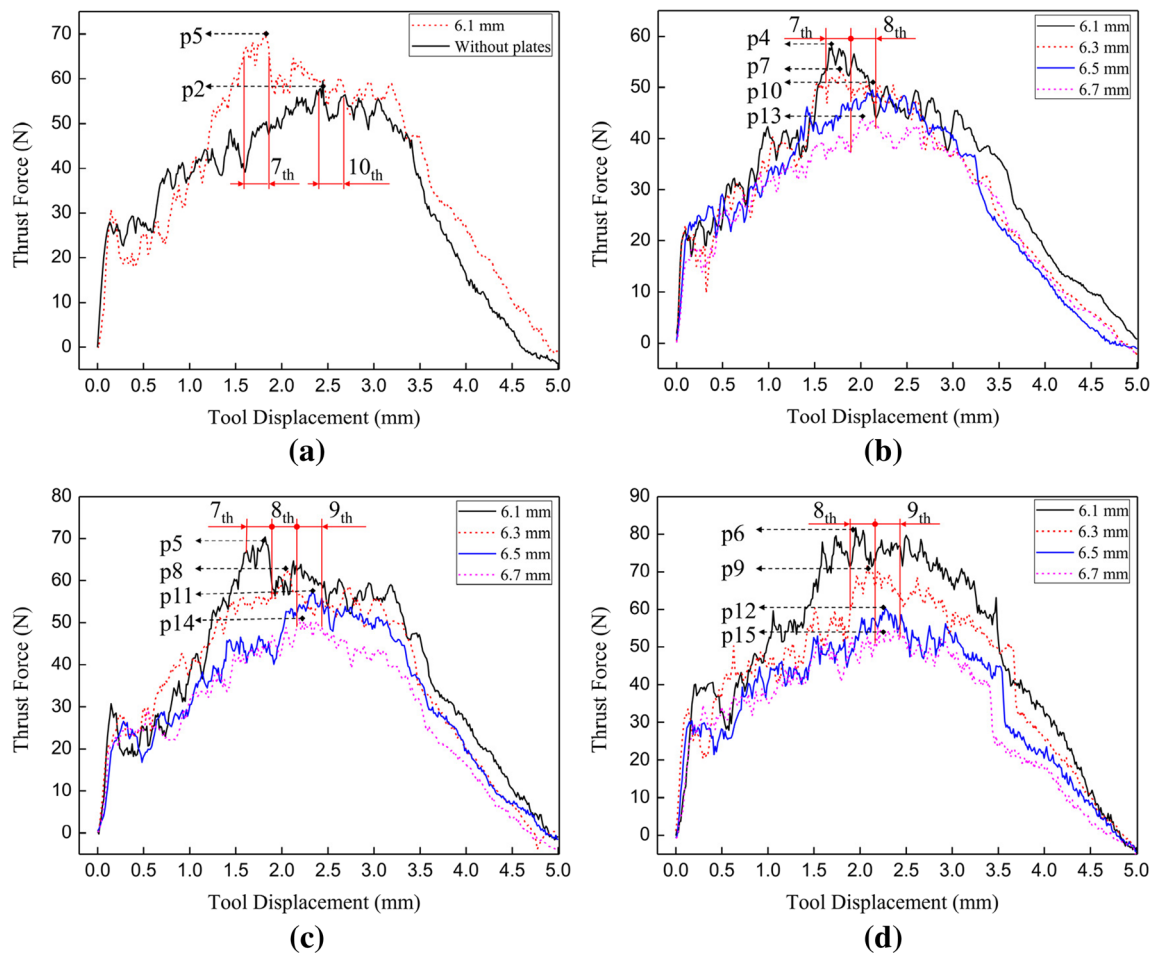 70
60
50
40
30
20
10
0
Thrust Force (N)
p5
p2
7th
10th
6.1 mm
Without plates
0.0 0.5 1.0 1.5 2.0 2.5 3.0 3.5 4.0 4.5 5.0
Tool Displacement (mm)
(a)
60
50
40
30
20
10
0
Thrust Force (N)
7th 8th
p4
p7
p10
p13
6.1 mm
6.3 mm
6.5 mm
6.7 mm
0.0 0.5 1.0 1.5 2.0 2.5 3.0 3.5 4.0 4.5 5.0
Tool Displacement (mm)
(b)
80
70
60
50
40
30
20
10
0
Thrust Force (N)
7th 8th 9th
p5
p8
p11
p14
6.1 mm
6.3 mm
6.5 mm
6.7 mm
0.0 0.5 1.0 1.5 2.0 2.5 3.0 3.5 4.0 4.5 5.0
Tool Displacement (mm)
(c)
90
80
70
60
50
40
30
20
10
0
Thrust Force (N)
8th 9th
p6
p9
p12
p15
6.1 mm
6.3 mm
6.5 mm
6.7 mm
0.0 0.5 1.0 1.5 2.0 2.5 3.0 3.5 4.0 4.5 5.0
Tool Displacement (mm)
(d)